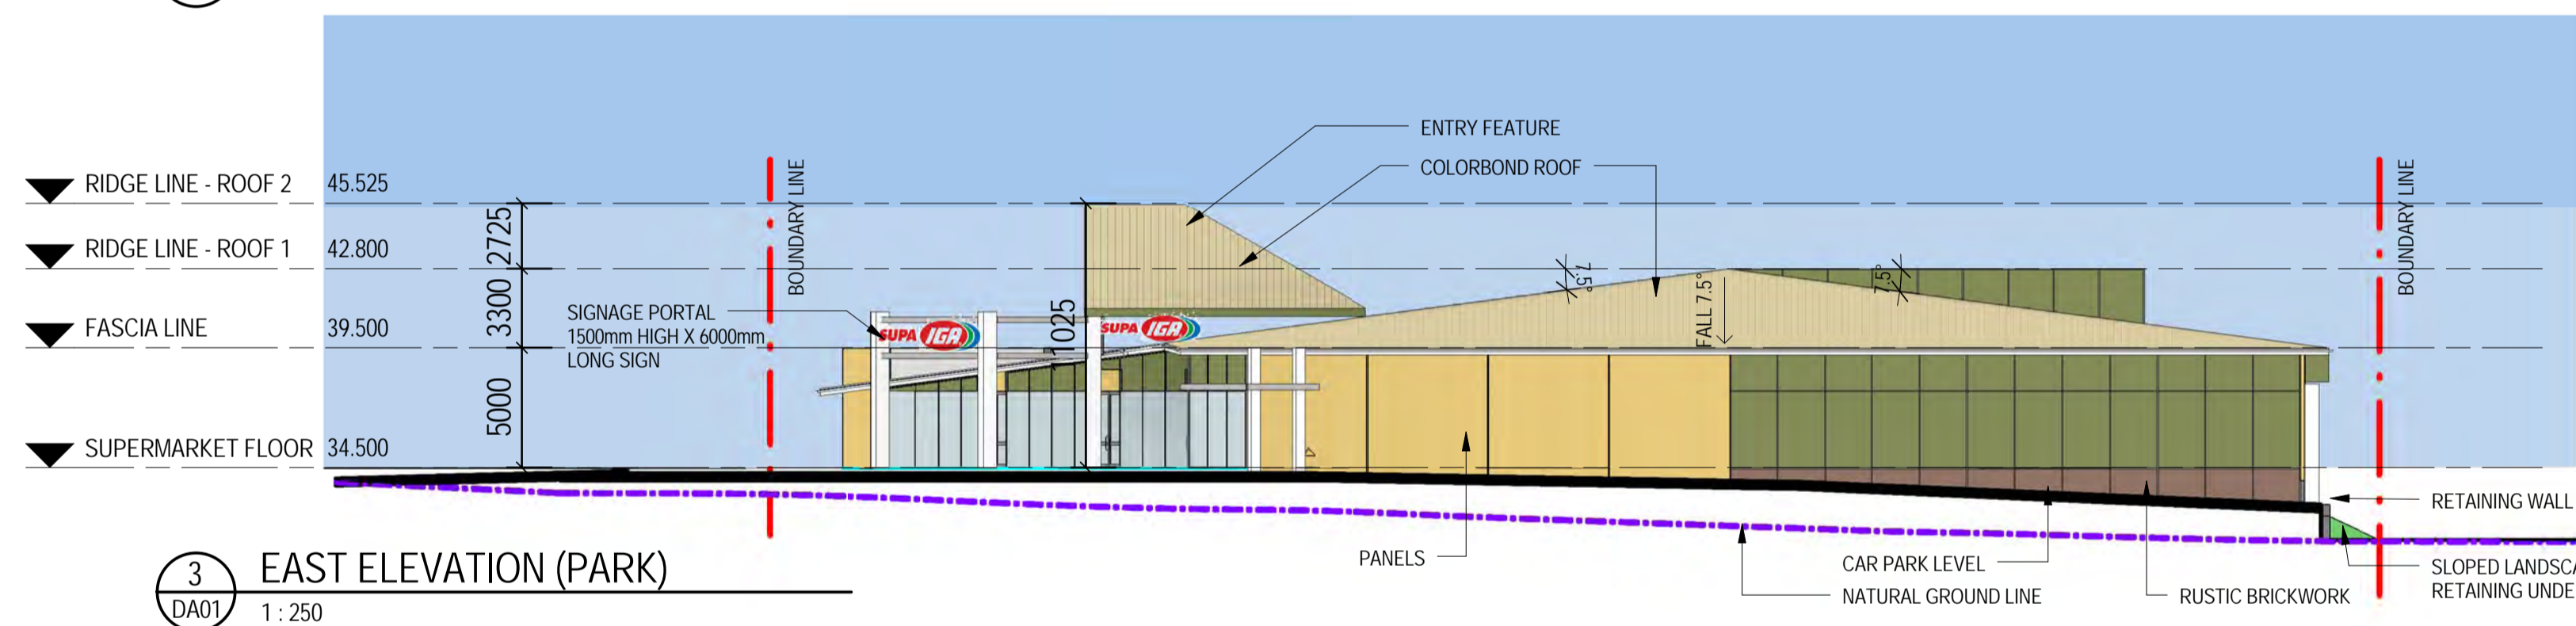 ENTRY FEATURE
COLORBOND ROOF
RIDGE LINE - ROOF 2 45.525
RIDGE LINE - ROOF 1 42.800
FASCIA LINE 39.500
SUPERMARKET FLOOR 34.500
2725
3300
5000
SIGNAGE PORTAL
1500mm HIGH X 6000mm
LONG SIGN
BOUNDARY LINE
SUPA IGA
1025
SUPA IGA
7.5°
FALL 7.5°
7.5°
BOUNDARY LINE
RETAINING WALL
PANELS
CAR PARK LEVEL
NATURAL GROUND LINE
RUSTIC BRICKWORK
SLOPED LANDSCA
RETAINING UNDE
3
DA01
EAST ELEVATION (PARK)
1 : 250